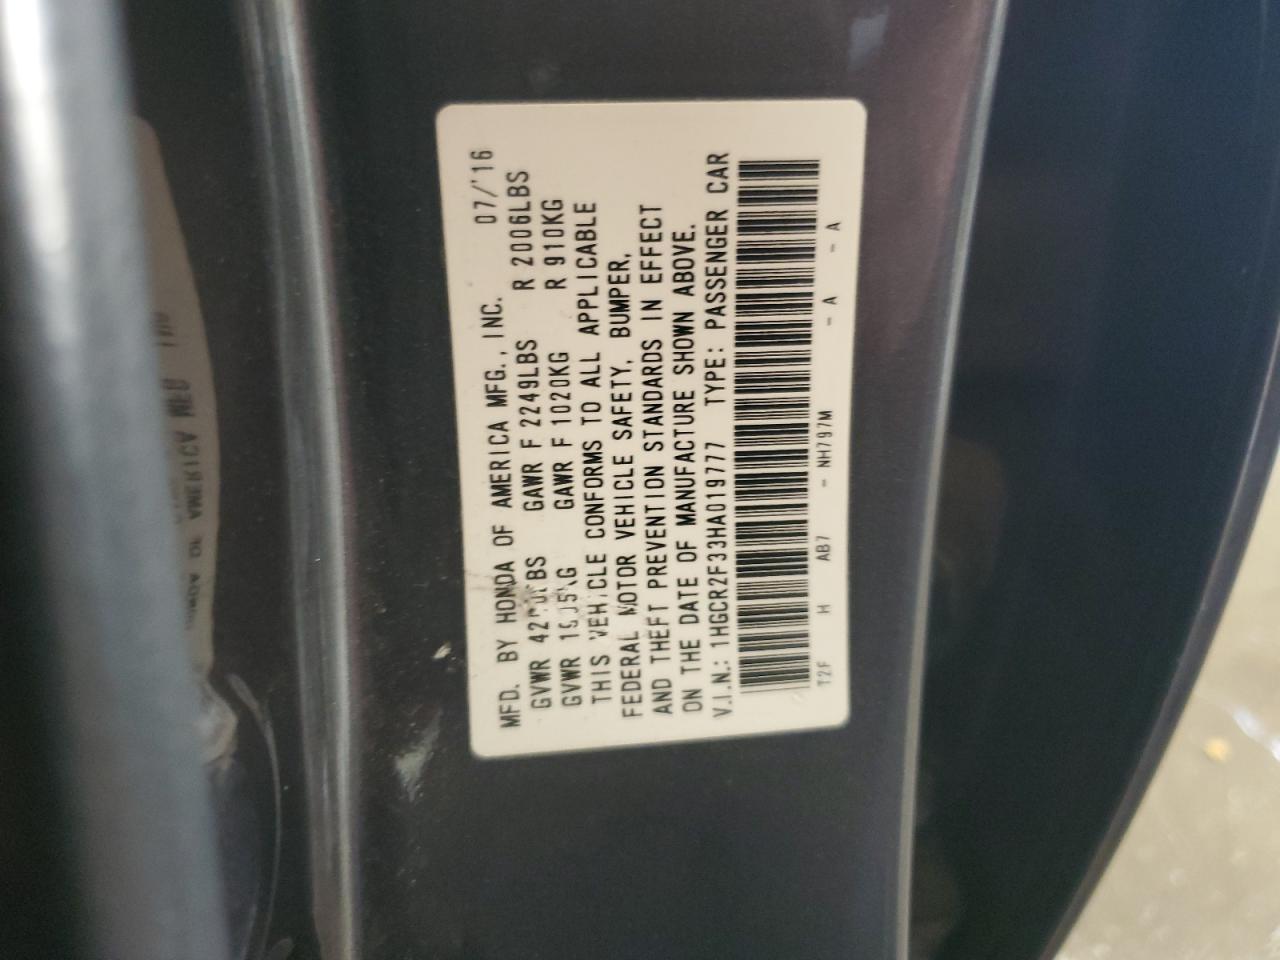 MFD. BY HONDA OF AMERICA MFG., INC. 07/'16
GVWR GAWR F 2249LBS R 2006LBS
GVWR GAWR F 1020KG R 910KG
THIS VEHICLE CONFORMS TO ALL APPLICABLE
FEDERAL MOTOR VEHICLE SAFETY, BUMPER,
AND THEFT PREVENTION STANDARDS IN EFFECT
ON THE DATE OF MANUFACTURE SHOWN ABOVE.
V.I.N.: 1HGCR2F33HA019777 TYPE: PASSENGER CAR
T2F H AB7 - NH797M - A - A